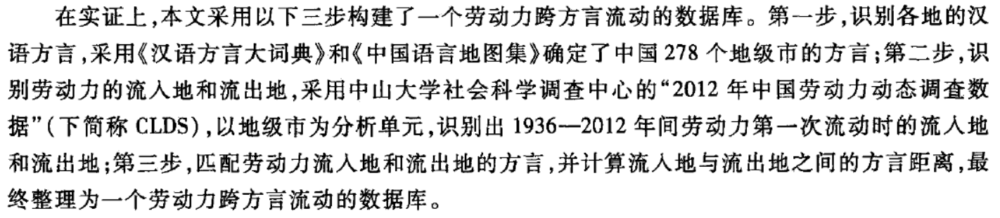 在实证上,本文采用以下三步构建了一个劳动力跨方言流动的数据库。第一步,识别各地的汉
语方言,采用《汉语方言大词典》和《中国语言地图集》确定了中国 278 个地级市的方言;第二步,识
别劳动力的流入地和流出地,采用中山大学社会科学调查中心的“2012 年中国劳动力动态调查数
据”(下简称 CLDS),以地级市为分析单元,识别出 1936—2012 年间劳动力第一次流动时的流入地
和流出地;第三步,匹配劳动力流入地和流出地的方言,并计算流入地与流出地之间的方言距离,最
终整理为一个劳动力跨方言流动的数据库。